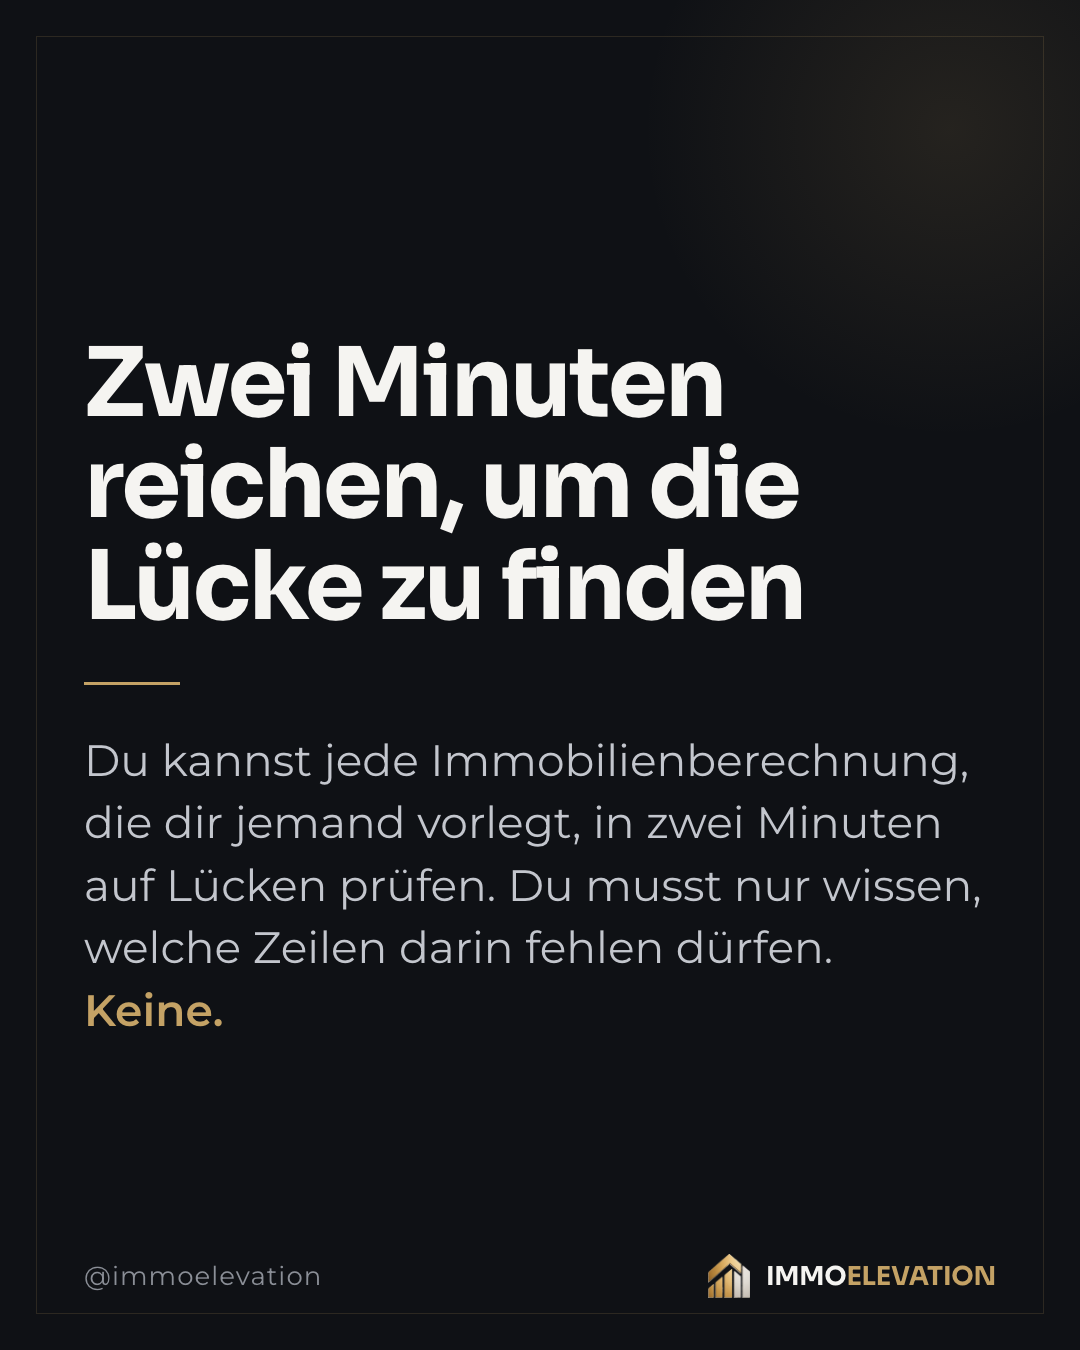 Zwei Minuten
reichen, um die
Lücke zu finden
Du kannst jede Immobilienberechnung,
die dir jemand vorlegt, in zwei Minuten
auf Lücken prüfen. Du musst nur wissen,
welche Zeilen darin fehlen dürfen.
Keine.
@immoelevation
IMMOELEVATION